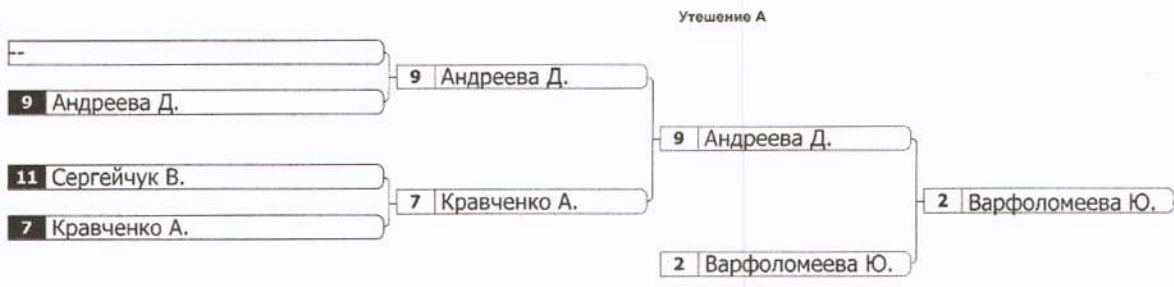 Утешение А
--
9 Андреева Д.
9 Андреева Д.
9 Андреева Д.
11 Сергейчук В.
7 Кравченко А.
2 Варфоломеева Ю.
7 Кравченко А.
2 Варфоломеева Ю.